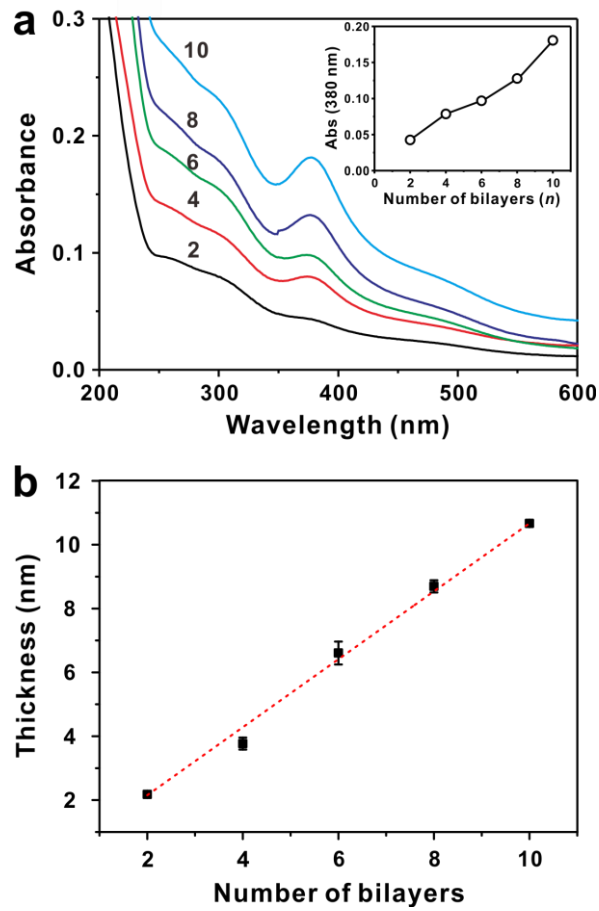 a
0.3
0.2
0.1
0.0
Absorbance
10
8
6
4
2
200 300 400 500 600
Wavelength (nm)
0.20
0.15
0.10
0.05
Abs (380 nm)
0 2 4 6 8 10
Number of bilayers (n)
b
12
10
8
6
4
2
Thickness (nm)
2 4 6 8 10
Number of bilayers